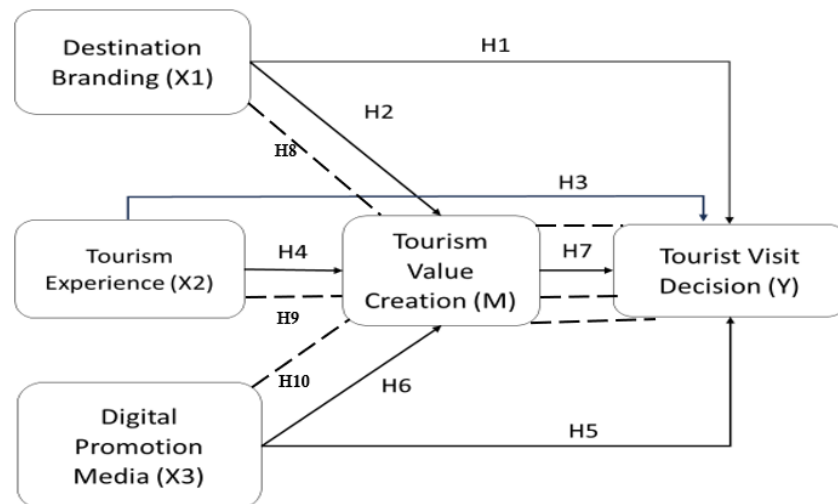 Destination
Branding (X1)
H1
H2
H8
H3
Tourism
Experience (X2)
H4
Tourism
Value
Creation (M)
H7
Tourist Visit
Decision (Y)
H9
H10
H6
Digital
Promotion
Media (X3)
H5